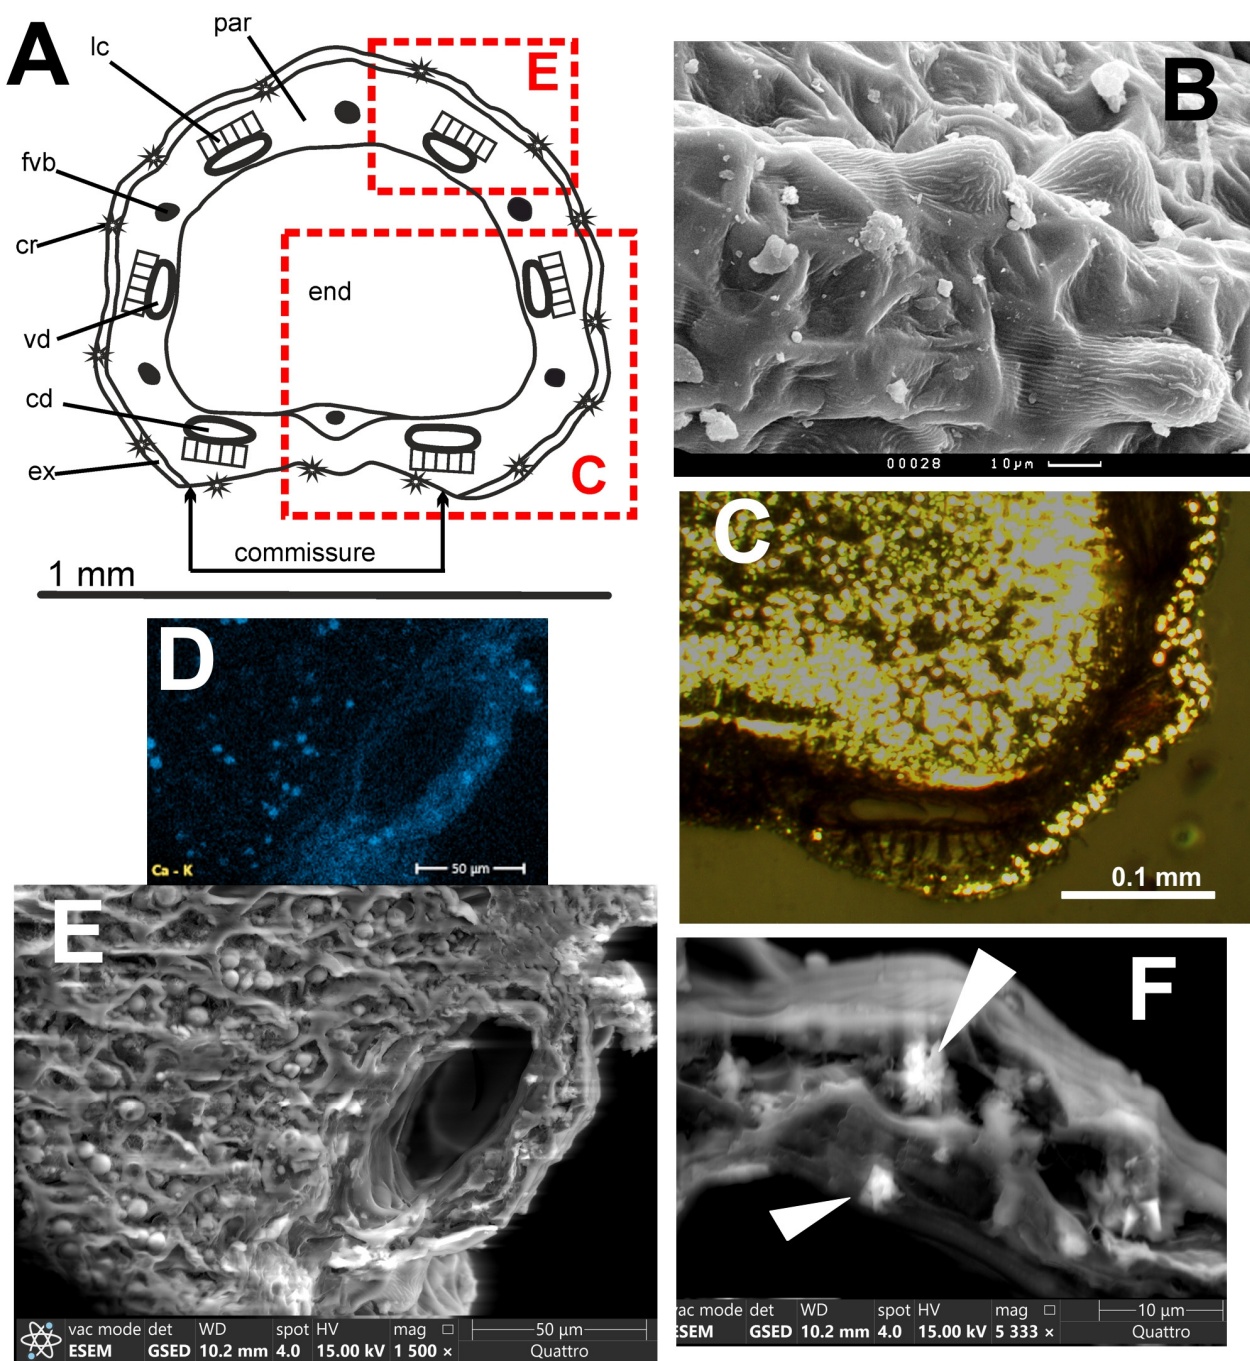 A
lc
par
E
fvb
cr
end
vd
cd
ex
C
commissure
1 mm
B
00028 10µm
C
0.1 mm
D
Ca - K
50 µm
E
vac mode det WD spot HV mag □ 50 µm
ESEM GSED 10.2 mm 4.0 15.00 kV 1 500 × Quattro
F
vac mode det WD spot HV mag □ 10 µm
ESEM GSED 10.2 mm 4.0 15.00 kV 5 333 × Quattro